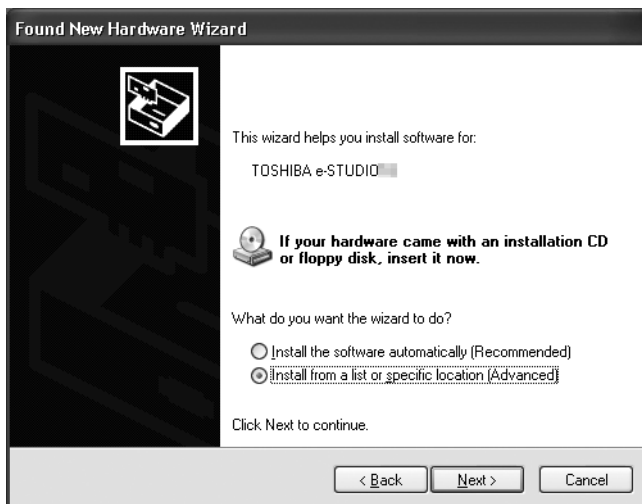 Found New Hardware Wizard
This wizard helps you install software for:
TOSHIBA e-STUDIO
If your hardware came with an installation CD
or floppy disk, insert it now.
What do you want the wizard to do?
Install the software automatically (Recommended)
Install from a list or specific location (Advanced)
Click Next to continue.
< Back Next > Cancel